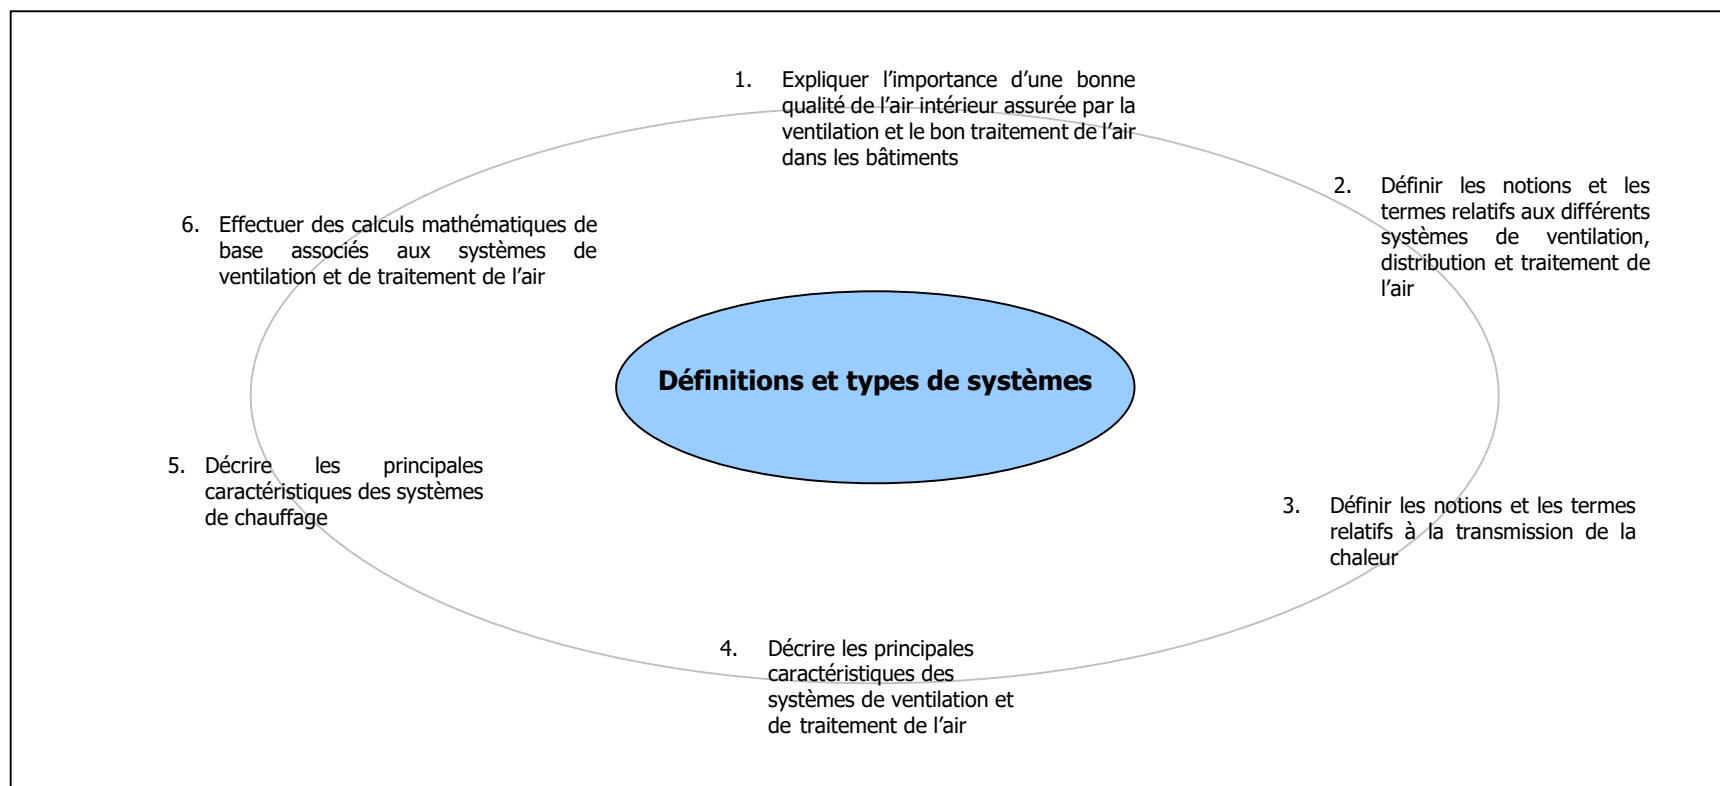 1. Expliquer l’importance d’une bonne
qualité de l’air intérieur assurée par la
ventilation et le bon traitement de l’air
dans les bâtiments
2. Définir les notions et les
termes relatifs aux différents
systèmes de ventilation,
distribution et traitement de
l’air
3. Définir les notions et les termes
relatifs à la transmission de la
chaleur
4. Décrire les principales
caractéristiques des
systèmes de ventilation et
de traitement de l’air
5. Décrire les principales
caractéristiques des systèmes
de chauffage
6. Effectuer des calculs mathématiques de
base associés aux systèmes de
ventilation et de traitement de l’air
Définitions et types de systèmes